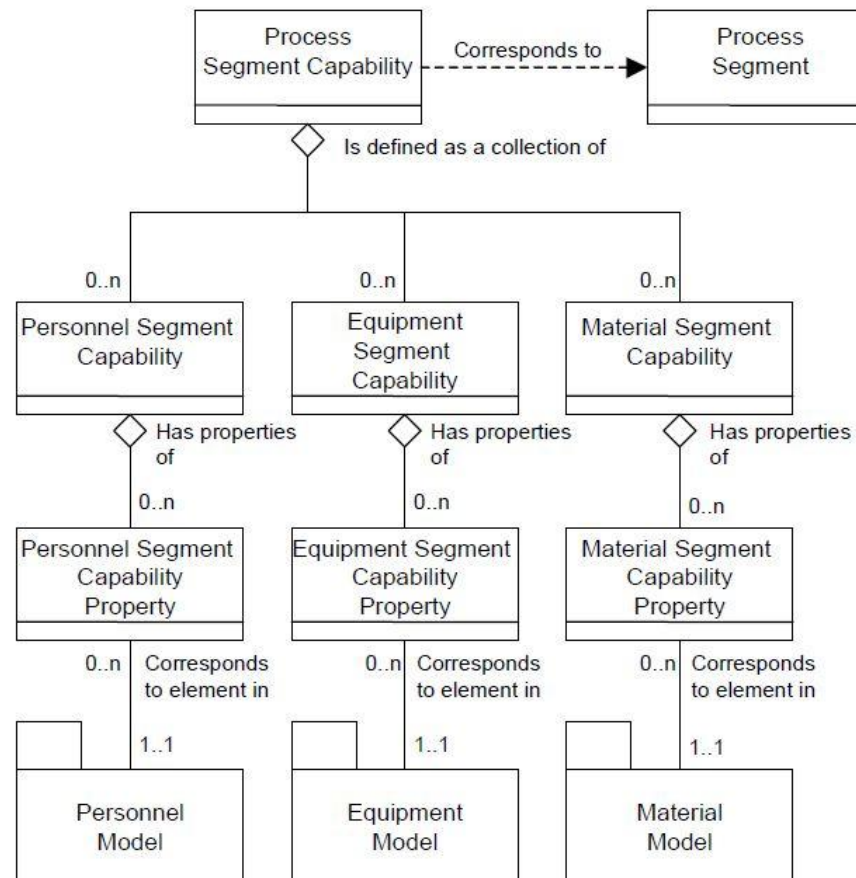 Process
Segment Capability
Corresponds to
Process
Segment
Is defined as a collection of
0..n
0..n
0..n
Personnel Segment
Capability
Equipment
Segment
Capability
Material Segment
Capability
Has properties
of
Has properties
of
Has properties
of
0..n
0..n
0..n
Personnel Segment
Capability
Property
Equipment Segment
Capability
Property
Material Segment
Capability
Property
0..n
Corresponds
to element in
0..n
Corresponds
to element in
0..n
Corresponds
to element in
1..1
1..1
1..1
Personnel
Model
Equipment
Model
Material
Model